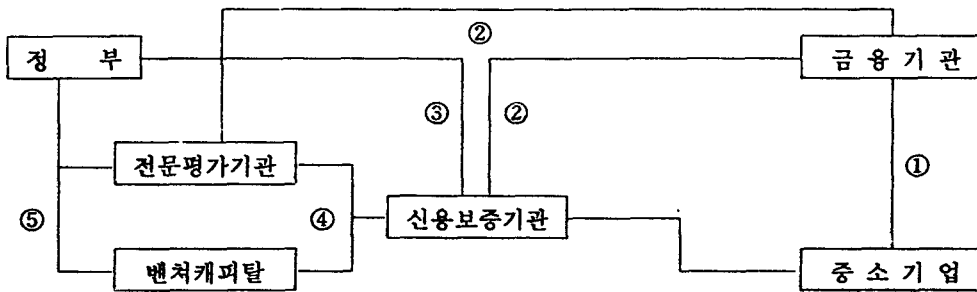 ②
정 부
금 융 기 관
③
②
전문평가기관
①
⑤
④
신용보증기관
벤처캐피탈
중 소 기 업